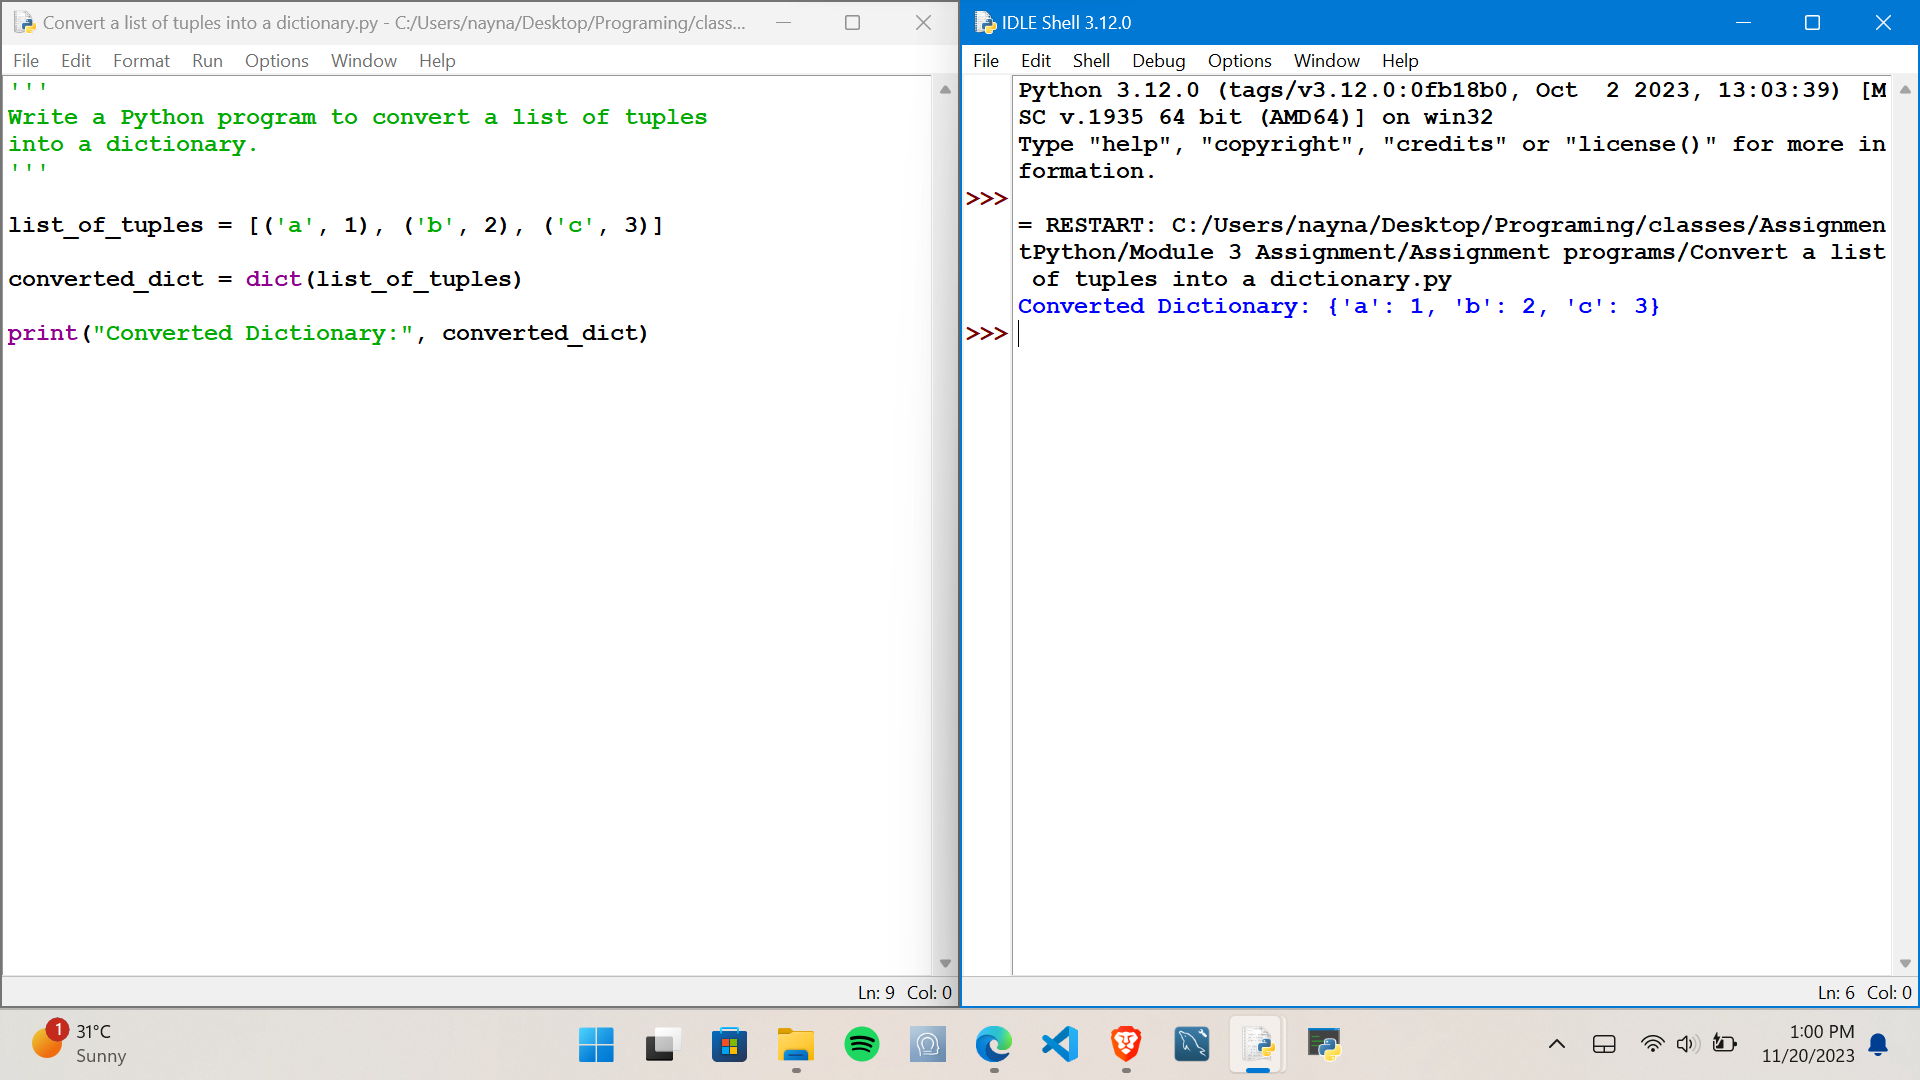 Convert a list of tuples into a dictionary.py - C:/Users/nayna/Desktop/Programing/class...
File Edit Format Run Options Window Help
'''
Write a Python program to convert a list of tuples
into a dictionary.
'''
list_of_tuples = [('a', 1), ('b', 2), ('c', 3)]
converted_dict = dict(list_of_tuples)
print("Converted Dictionary:", converted_dict)
Ln: 9 Col: 0
IDLE Shell 3.12.0
File Edit Shell Debug Options Window Help
Python 3.12.0 (tags/v3.12.0:0fb18b0, Oct  2 2023, 13:03:39) [M
SC v.1935 64 bit (AMD64)] on win32
Type "help", "copyright", "credits" or "license()" for more in
formation.
>>>
= RESTART: C:/Users/nayna/Desktop/Programing/classes/Assignmen
tPython/Module 3 Assignment/Assignment programs/Convert a list
 of tuples into a dictionary.py
Converted Dictionary: {'a': 1, 'b': 2, 'c': 3}
>>>
Ln: 6 Col: 0
1
31°C
Sunny
1:00 PM
11/20/2023